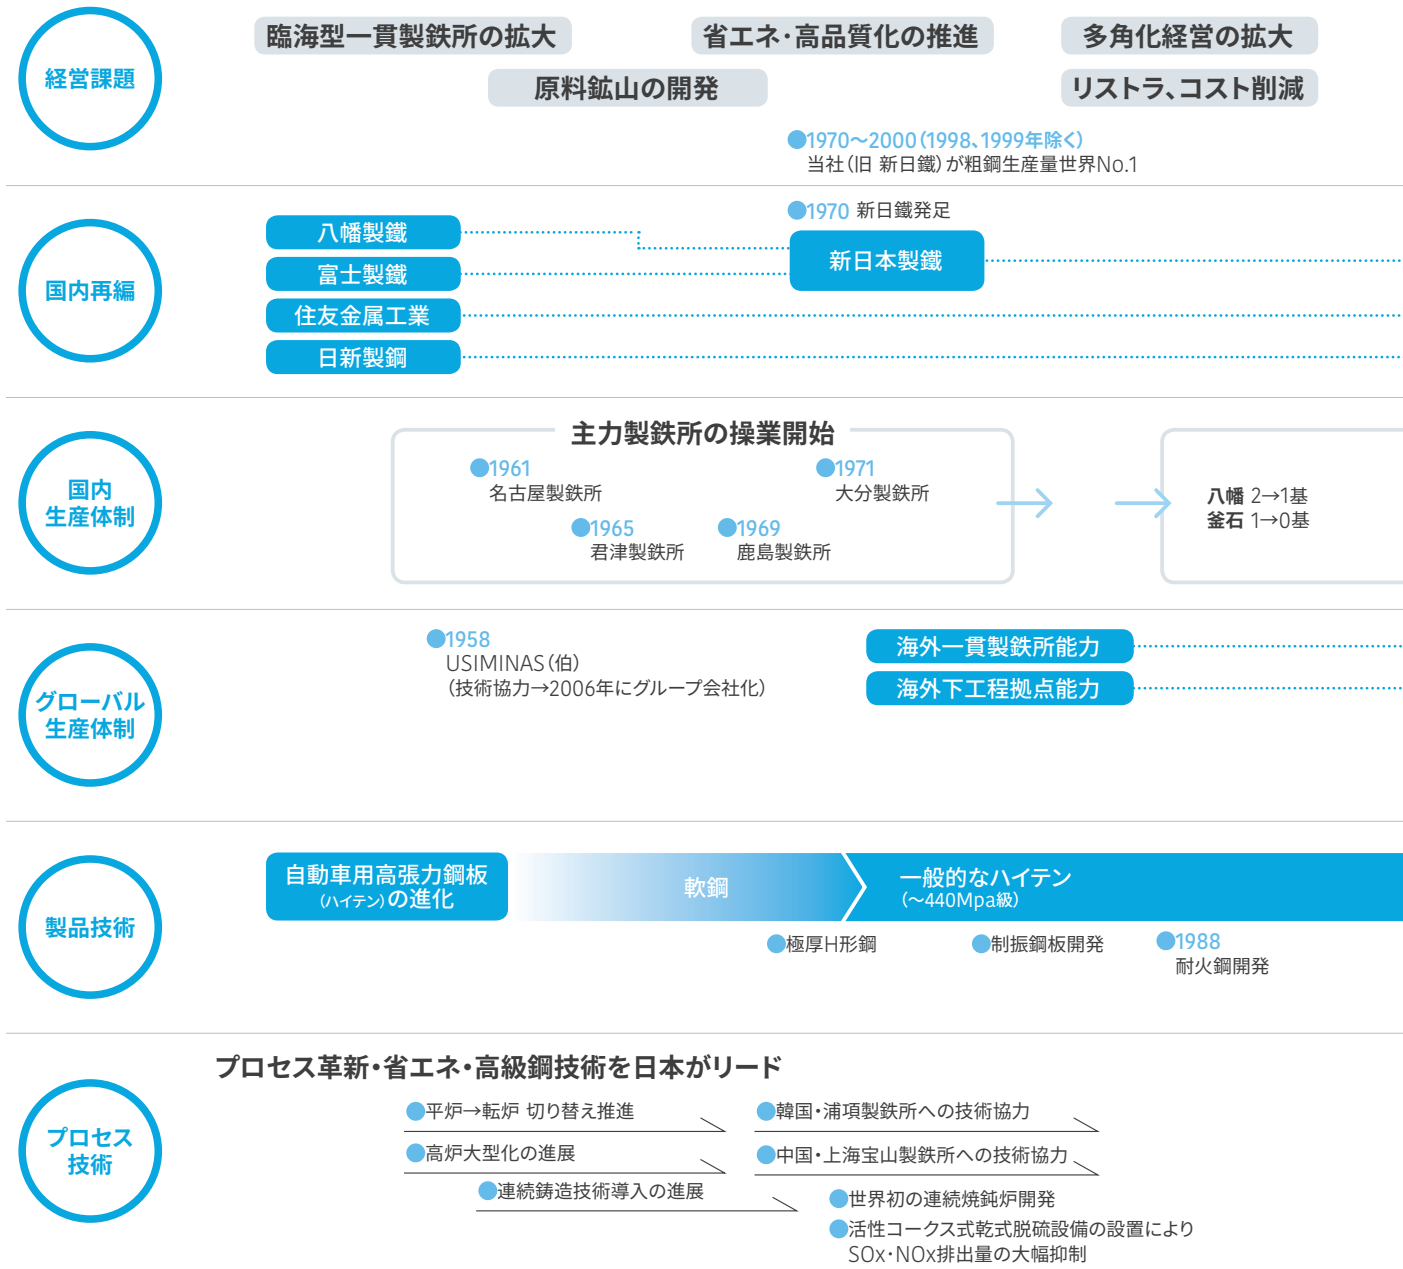 経営課題
臨海型一貫製鉄所の拡大
省エネ・高品質化の推進
多角化経営の拡大
原料鉱山の開発
リストラ、コスト削減
1970〜2000(1998、1999年除く)
当社(旧 新日鐵)が粗鋼生産量世界No.1
国内再編
1970 新日鐵発足
八幡製鐵
富士製鐵
住友金属工業
日新製鋼
新日本製鐵
国内
生産体制
主力製鉄所の操業開始
1961
名古屋製鉄所
1971
大分製鉄所
1965
君津製鉄所
1969
鹿島製鉄所
八幡 2→1基
釜石 1→0基
グローバル
生産体制
1958
USIMINAS(伯)
(技術協力→2006年にグループ会社化)
海外一貫製鉄所能力
海外下工程拠点能力
製品技術
自動車用高張力鋼板
(ハイテン)の進化
軟鋼
一般的なハイテン
(〜440Mpa級)
極厚H形鋼
制振鋼板開発
1988
耐火鋼開発
プロセス
技術
プロセス革新・省エネ・高級鋼技術を日本がリード
平炉→転炉 切り替え推進
高炉大型化の進展
連続鋳造技術導入の進展
韓国・浦項製鉄所への技術協力
中国・上海宝山製鉄所への技術協力
世界初の連続焼鈍炉開発
活性コークス式乾式脱硫設備の設置により
SOx・NOx排出量の大幅抑制